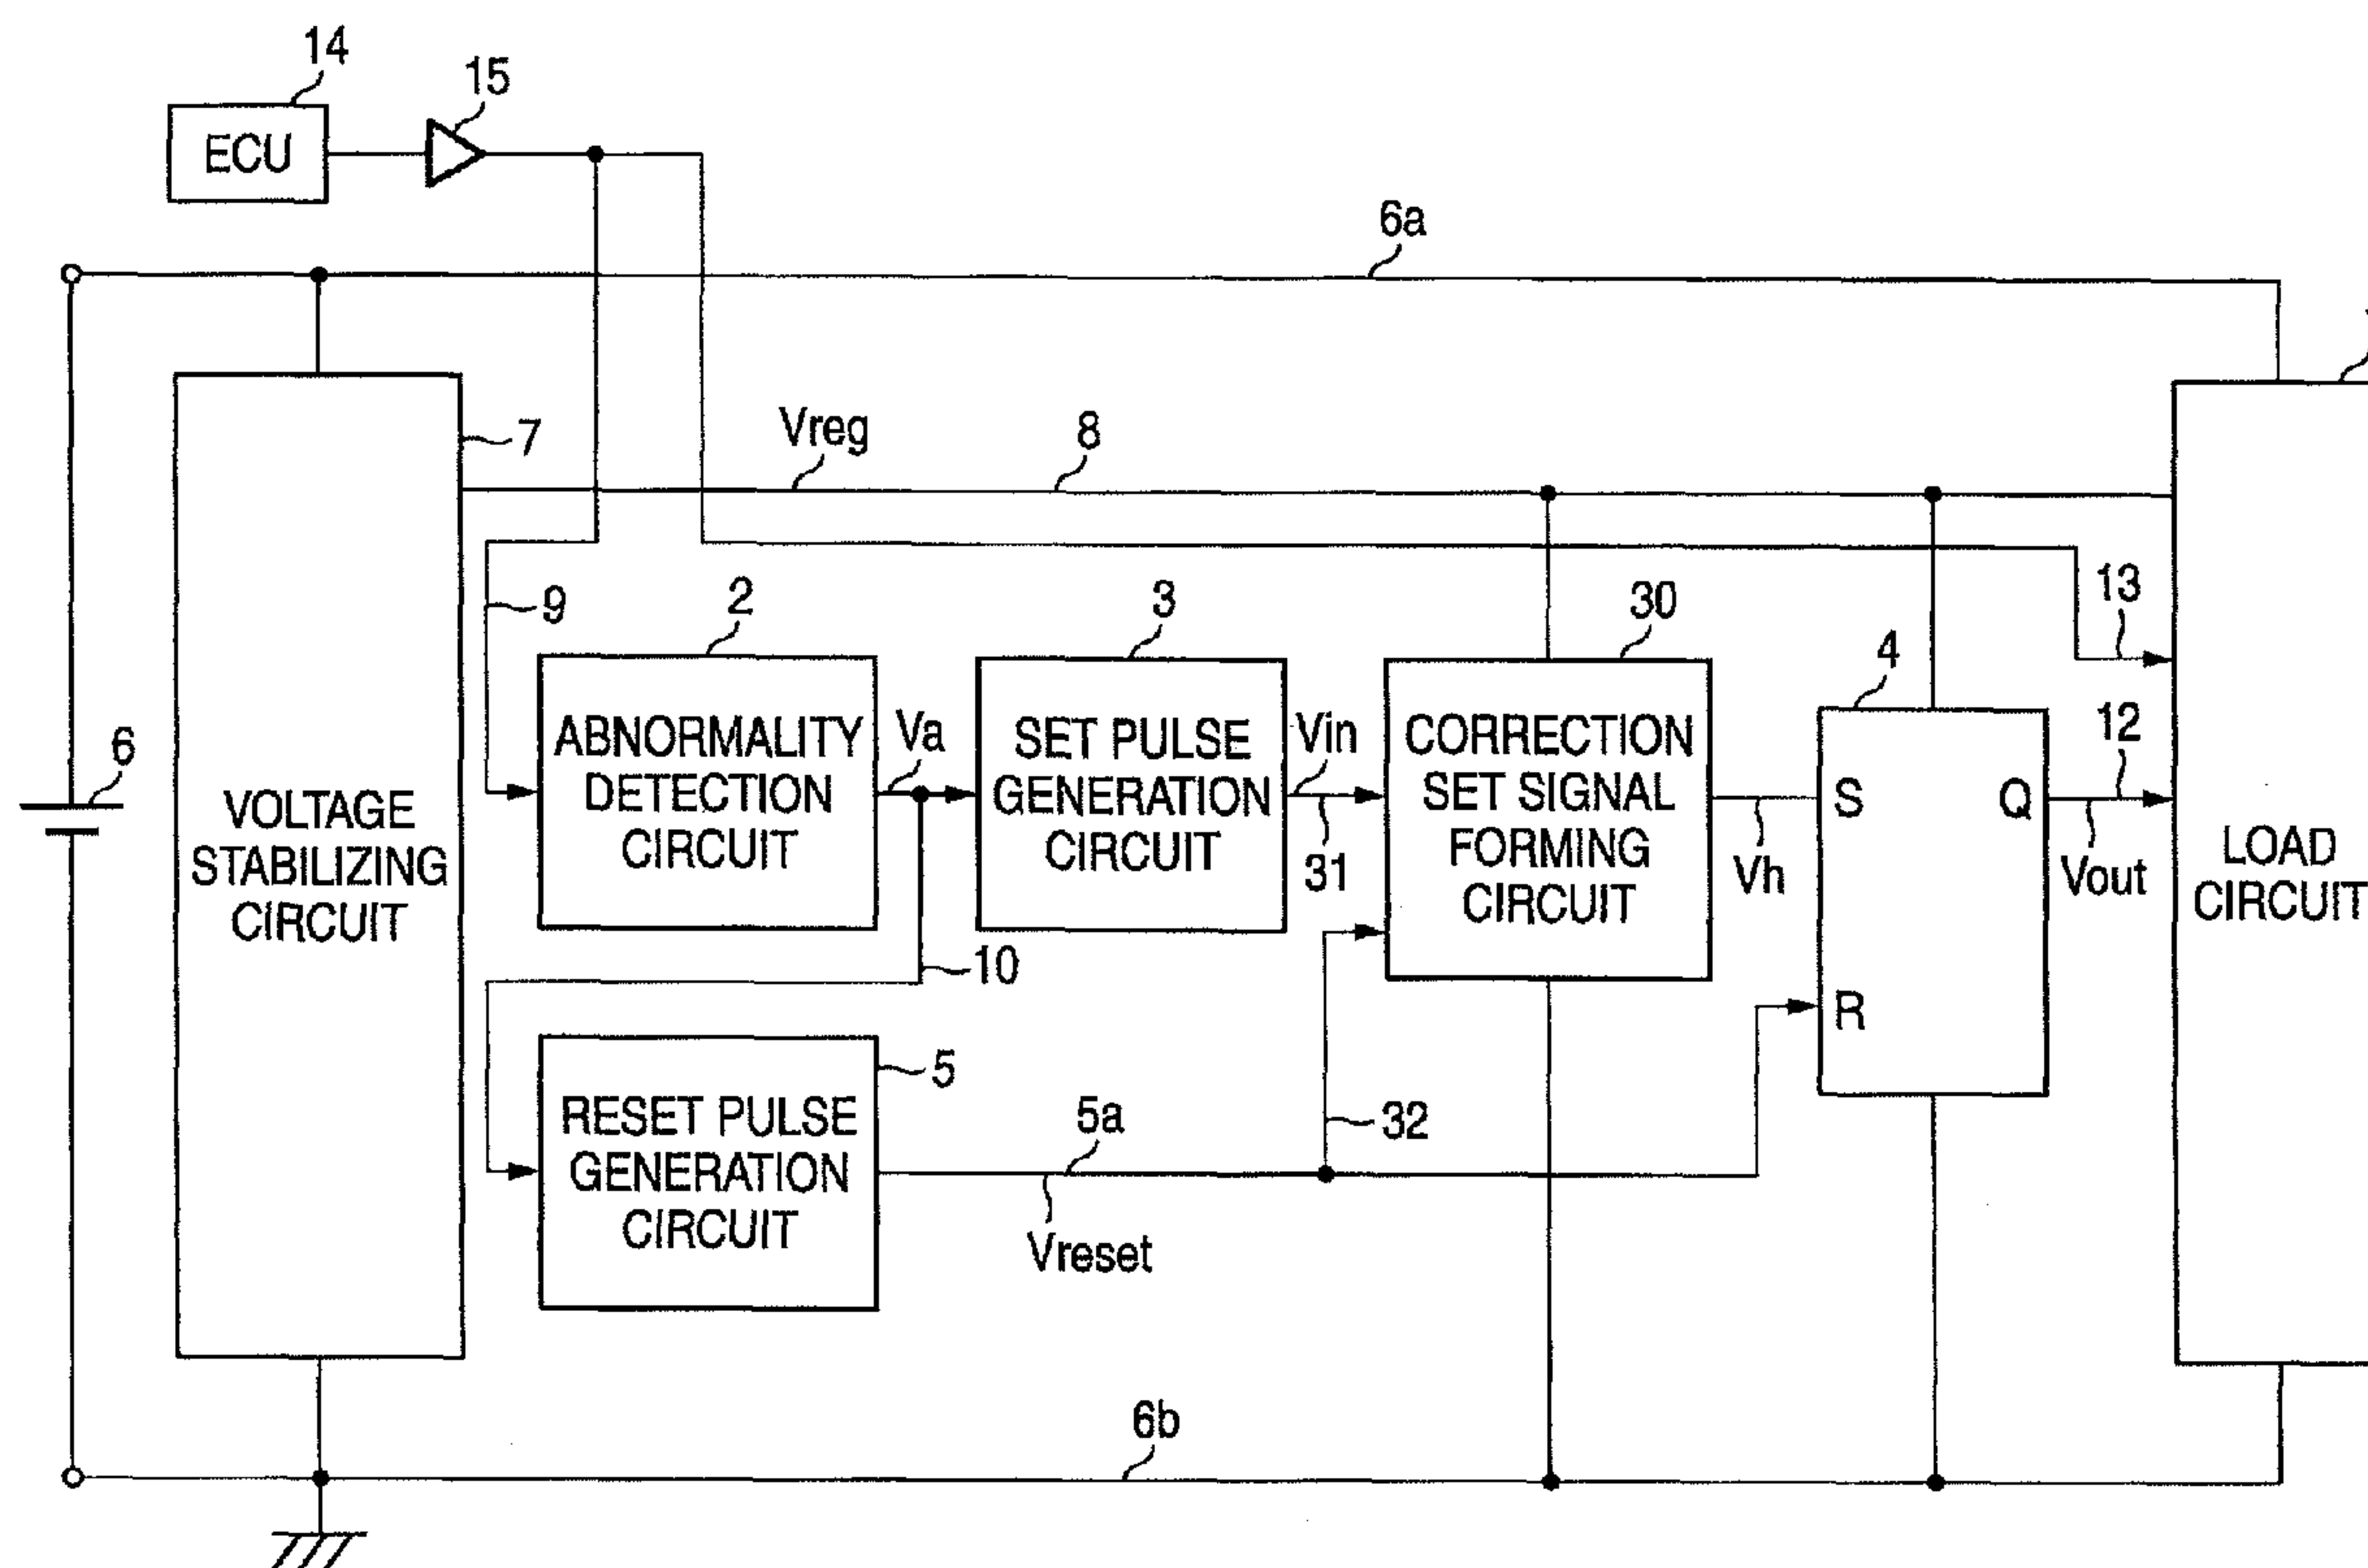 14
15
ECU
6a
7
Vreg
8
9
2
3
30
13
4
12
6
ABNORMALITY
DETECTION
CIRCUIT
Va
SET PULSE
GENERATION
CIRCUIT
Vin
31
CORRECTION
SET SIGNAL
FORMING
CIRCUIT
Vh
S
Q
R
Vout
VOLTAGE
STABILIZING
CIRCUIT
LOAD
CIRCUIT
10
RESET PULSE
GENERATION
CIRCUIT
5
5a
32
Vreset
6b